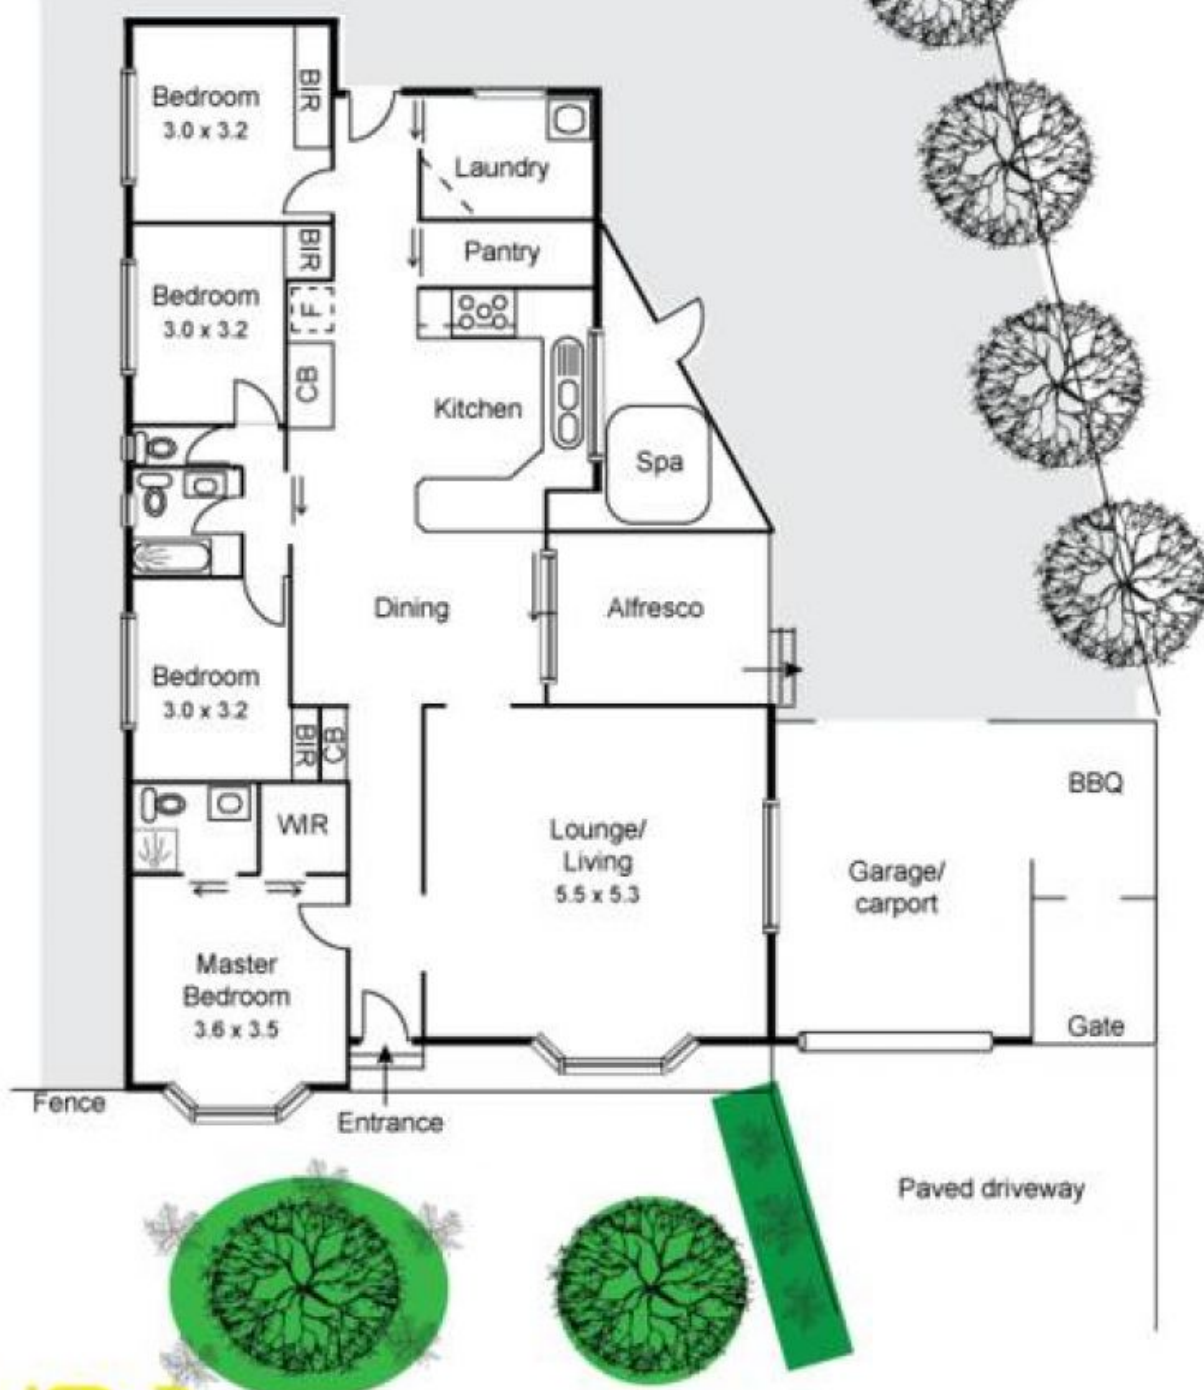 Bedroom
3.0 x 3.2
BIR
Laundry
Pantry
BIR
Bedroom
3.0 x 3.2
F
CB
Kitchen
Spa
Dining
Alfresco
Bedroom
3.0 x 3.2
BIR
CB
BBQ
WIR
Lounge/
Living
5.5 x 5.3
Garage/
carport
Master
Bedroom
3.6 x 3.5
Gate
Fence
Entrance
Paved driveway